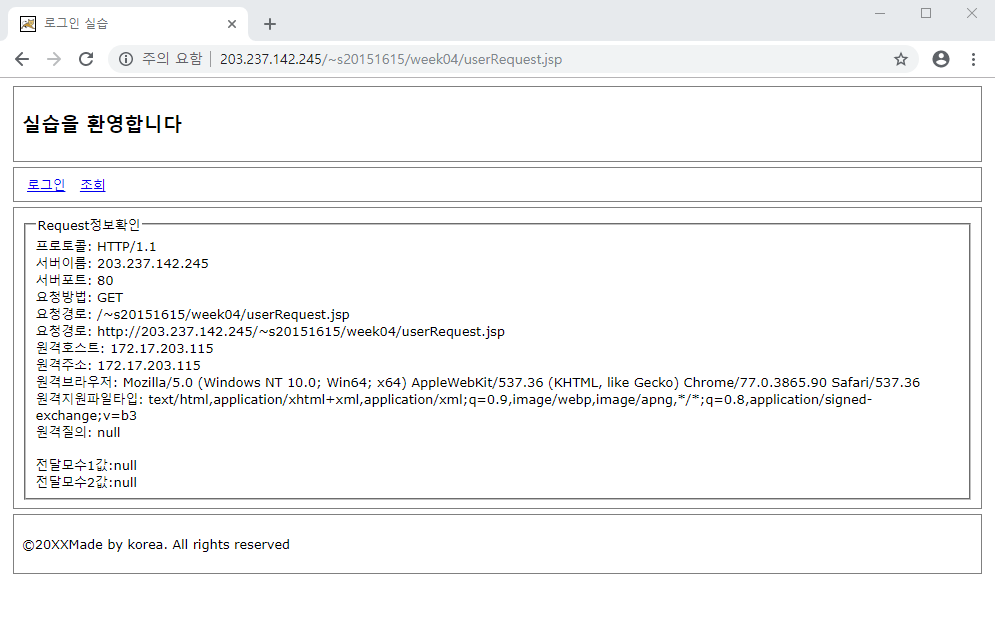 로그인 실습
주의 요함 | 203.237.142.245/~s20151615/week04/userRequest.jsp
실습을 환영합니다
로그인 조회
Request정보확인
프로토콜: HTTP/1.1
서버이름: 203.237.142.245
서버포트: 80
요청방법: GET
요청경로: /~s20151615/week04/userRequest.jsp
요청경로: http://203.237.142.245/~s20151615/week04/userRequest.jsp
원격호스트: 172.17.203.115
원격주소: 172.17.203.115
원격브라우저: Mozilla/5.0 (Windows NT 10.0; Win64; x64) AppleWebKit/537.36 (KHTML, like Gecko) Chrome/77.0.3865.90 Safari/537.36
원격지원파일타입: text/html,application/xhtml+xml,application/xml;q=0.9,image/webp,image/apng,*/*;q=0.8,application/signed-
exchange;v=b3
원격질의: null
전달모수1값:null
전달모수2값:null
©20XXMade by korea. All rights reserved